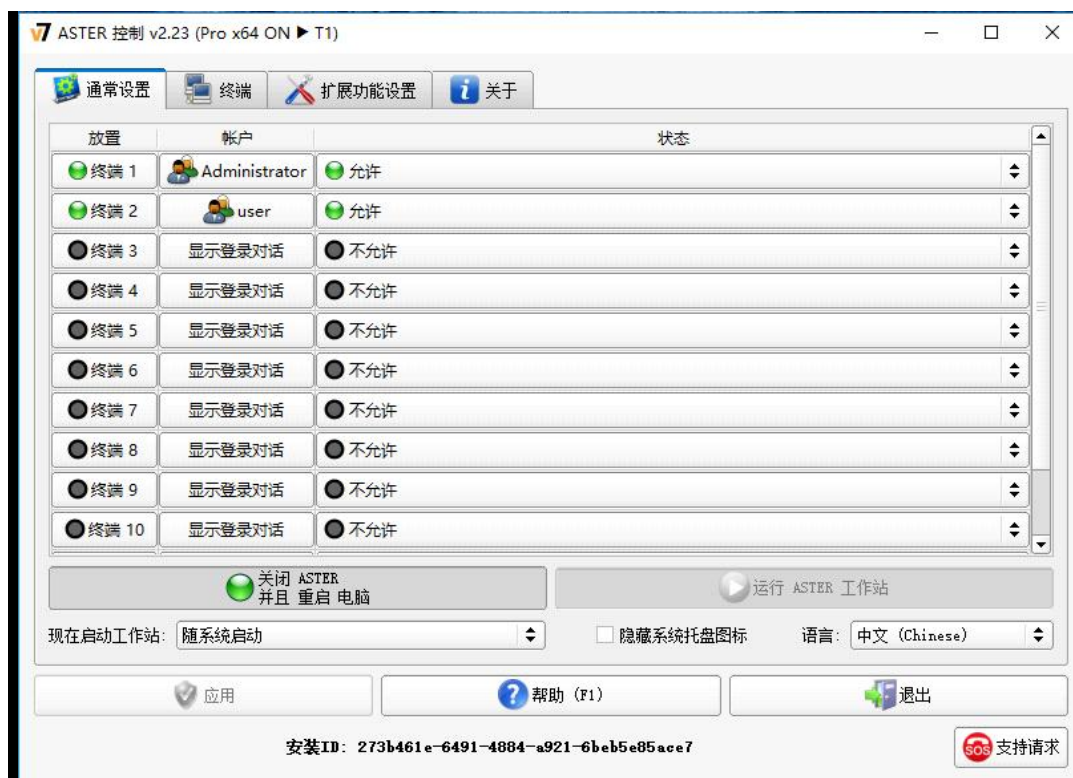 ASTER 控制 v2.23 (Pro x64 ON ▶ T1)
通常设置 终端 扩展功能设置 关于
放置 帐户 状态
终端 1 Administrator 允许
终端 2 user 允许
终端 3 显示登录对话 不允许
终端 4 显示登录对话 不允许
终端 5 显示登录对话 不允许
终端 6 显示登录对话 不允许
终端 7 显示登录对话 不允许
终端 8 显示登录对话 不允许
终端 9 显示登录对话 不允许
终端 10 显示登录对话 不允许
关闭 ASTER
并且 重启 电脑
运行 ASTER 工作站
现在启动工作站: 随系统启动 隐藏系统托盘图标 语言: 中文 (Chinese)
应用 帮助 (F1) 退出
安装ID: 273b461e-6491-4884-a921-6beb5e85ace7
SOS 支持请求